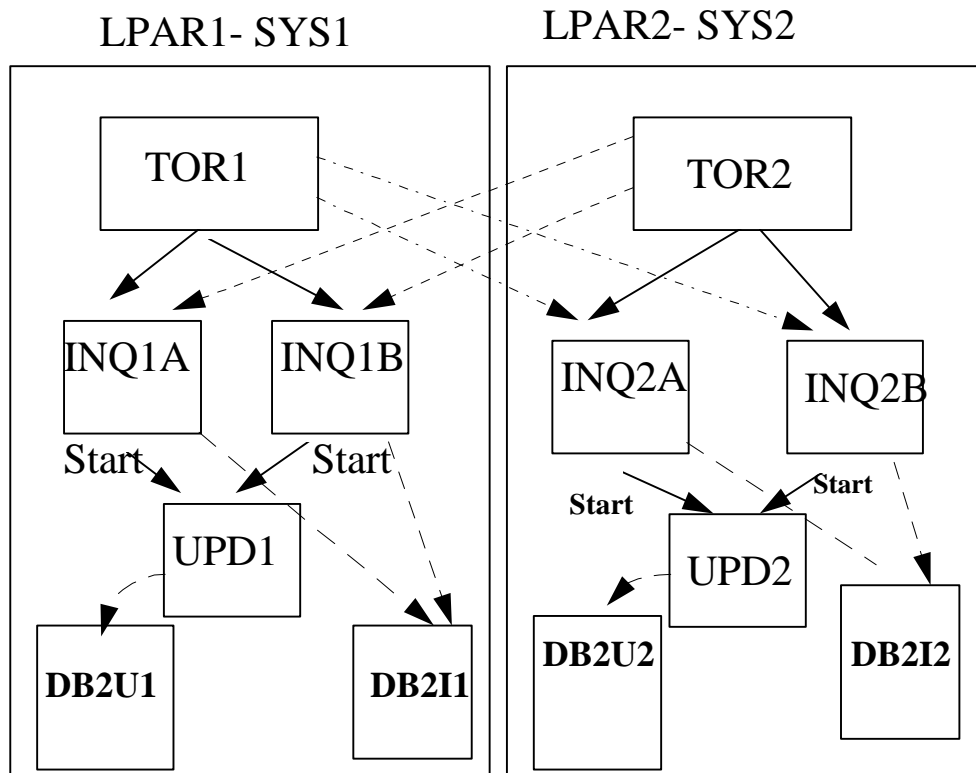 LPAR1- SYS1
LPAR2- SYS2
TOR1
TOR2
INQ1A
INQ1B
INQ2A
INQ2B
Start
Start
Start
Start
UPD1
UPD2
DB2U1
DB2I1
DB2U2
DB2I2